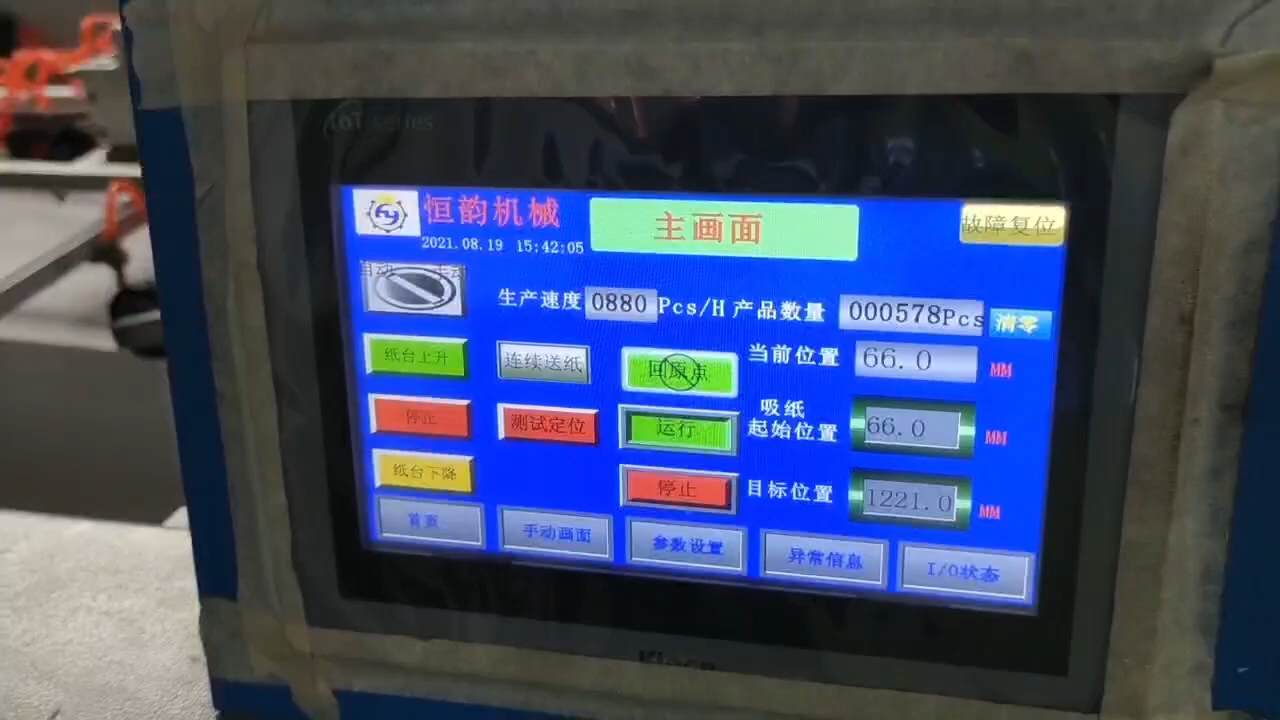 IoT series
恒韵机械
主画面
故障复位
2021.08.19 15:42:05
生产速度 0880 Pcs/H 产品数量 000578Pcs 清零
纸台上升 连续送纸 回原点 当前位置 66.0 MM
停止 测试定位 运行 吸纸起始位置 66.0 MM
纸台下降 停止 目标位置 1221.0 MM
首页 手动画面 参数设置 异常信息 I/O状态